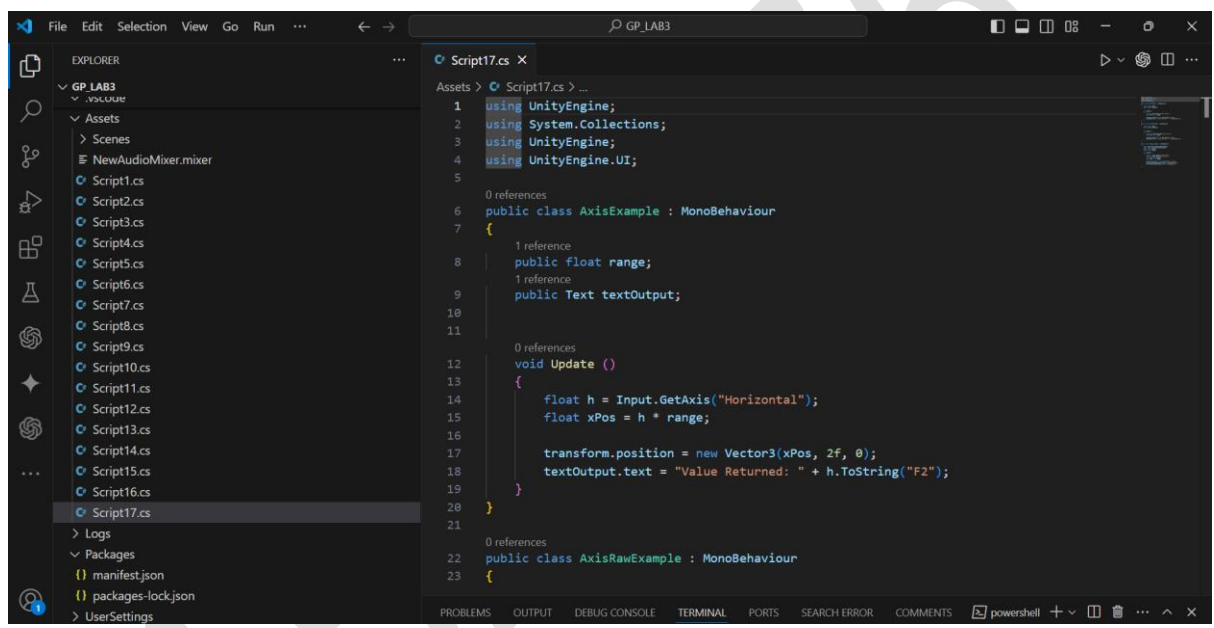 File Edit Selection View Go Run ··· GP_LAB3
EXPLORER ···
GP_LAB3
.vscode
Assets
Scenes
NewAudioMixer.mixer
Script1.cs
Script2.cs
Script3.cs
Script4.cs
Script5.cs
Script6.cs
Script7.cs
Script8.cs
Script9.cs
Script10.cs
Script11.cs
Script12.cs
Script13.cs
Script14.cs
Script15.cs
Script16.cs
Script17.cs
Logs
Packages
{} manifest.json
{} packages-lock.json
UserSettings
1
Script17.cs
Assets > Script17.cs > ...
1 using UnityEngine;
2 using System.Collections;
3 using UnityEngine;
4 using UnityEngine.UI;
5
0 references
6 public class AxisExample : MonoBehaviour
7 {
1 reference
8 public float range;
1 reference
9 public Text textOutput;
10
11
0 references
12 void Update ()
13 {
14 float h = Input.GetAxis("Horizontal");
15 float xPos = h * range;
16
17 transform.position = new Vector3(xPos, 2f, 0);
18 textOutput.text = "Value Returned: " + h.ToString("F2");
19 }
20 }
21
0 references
22 public class AxisRawExample : MonoBehaviour
23 {
PROBLEMS OUTPUT DEBUG CONSOLE TERMINAL PORTS SEARCH ERROR COMMENTS powershell